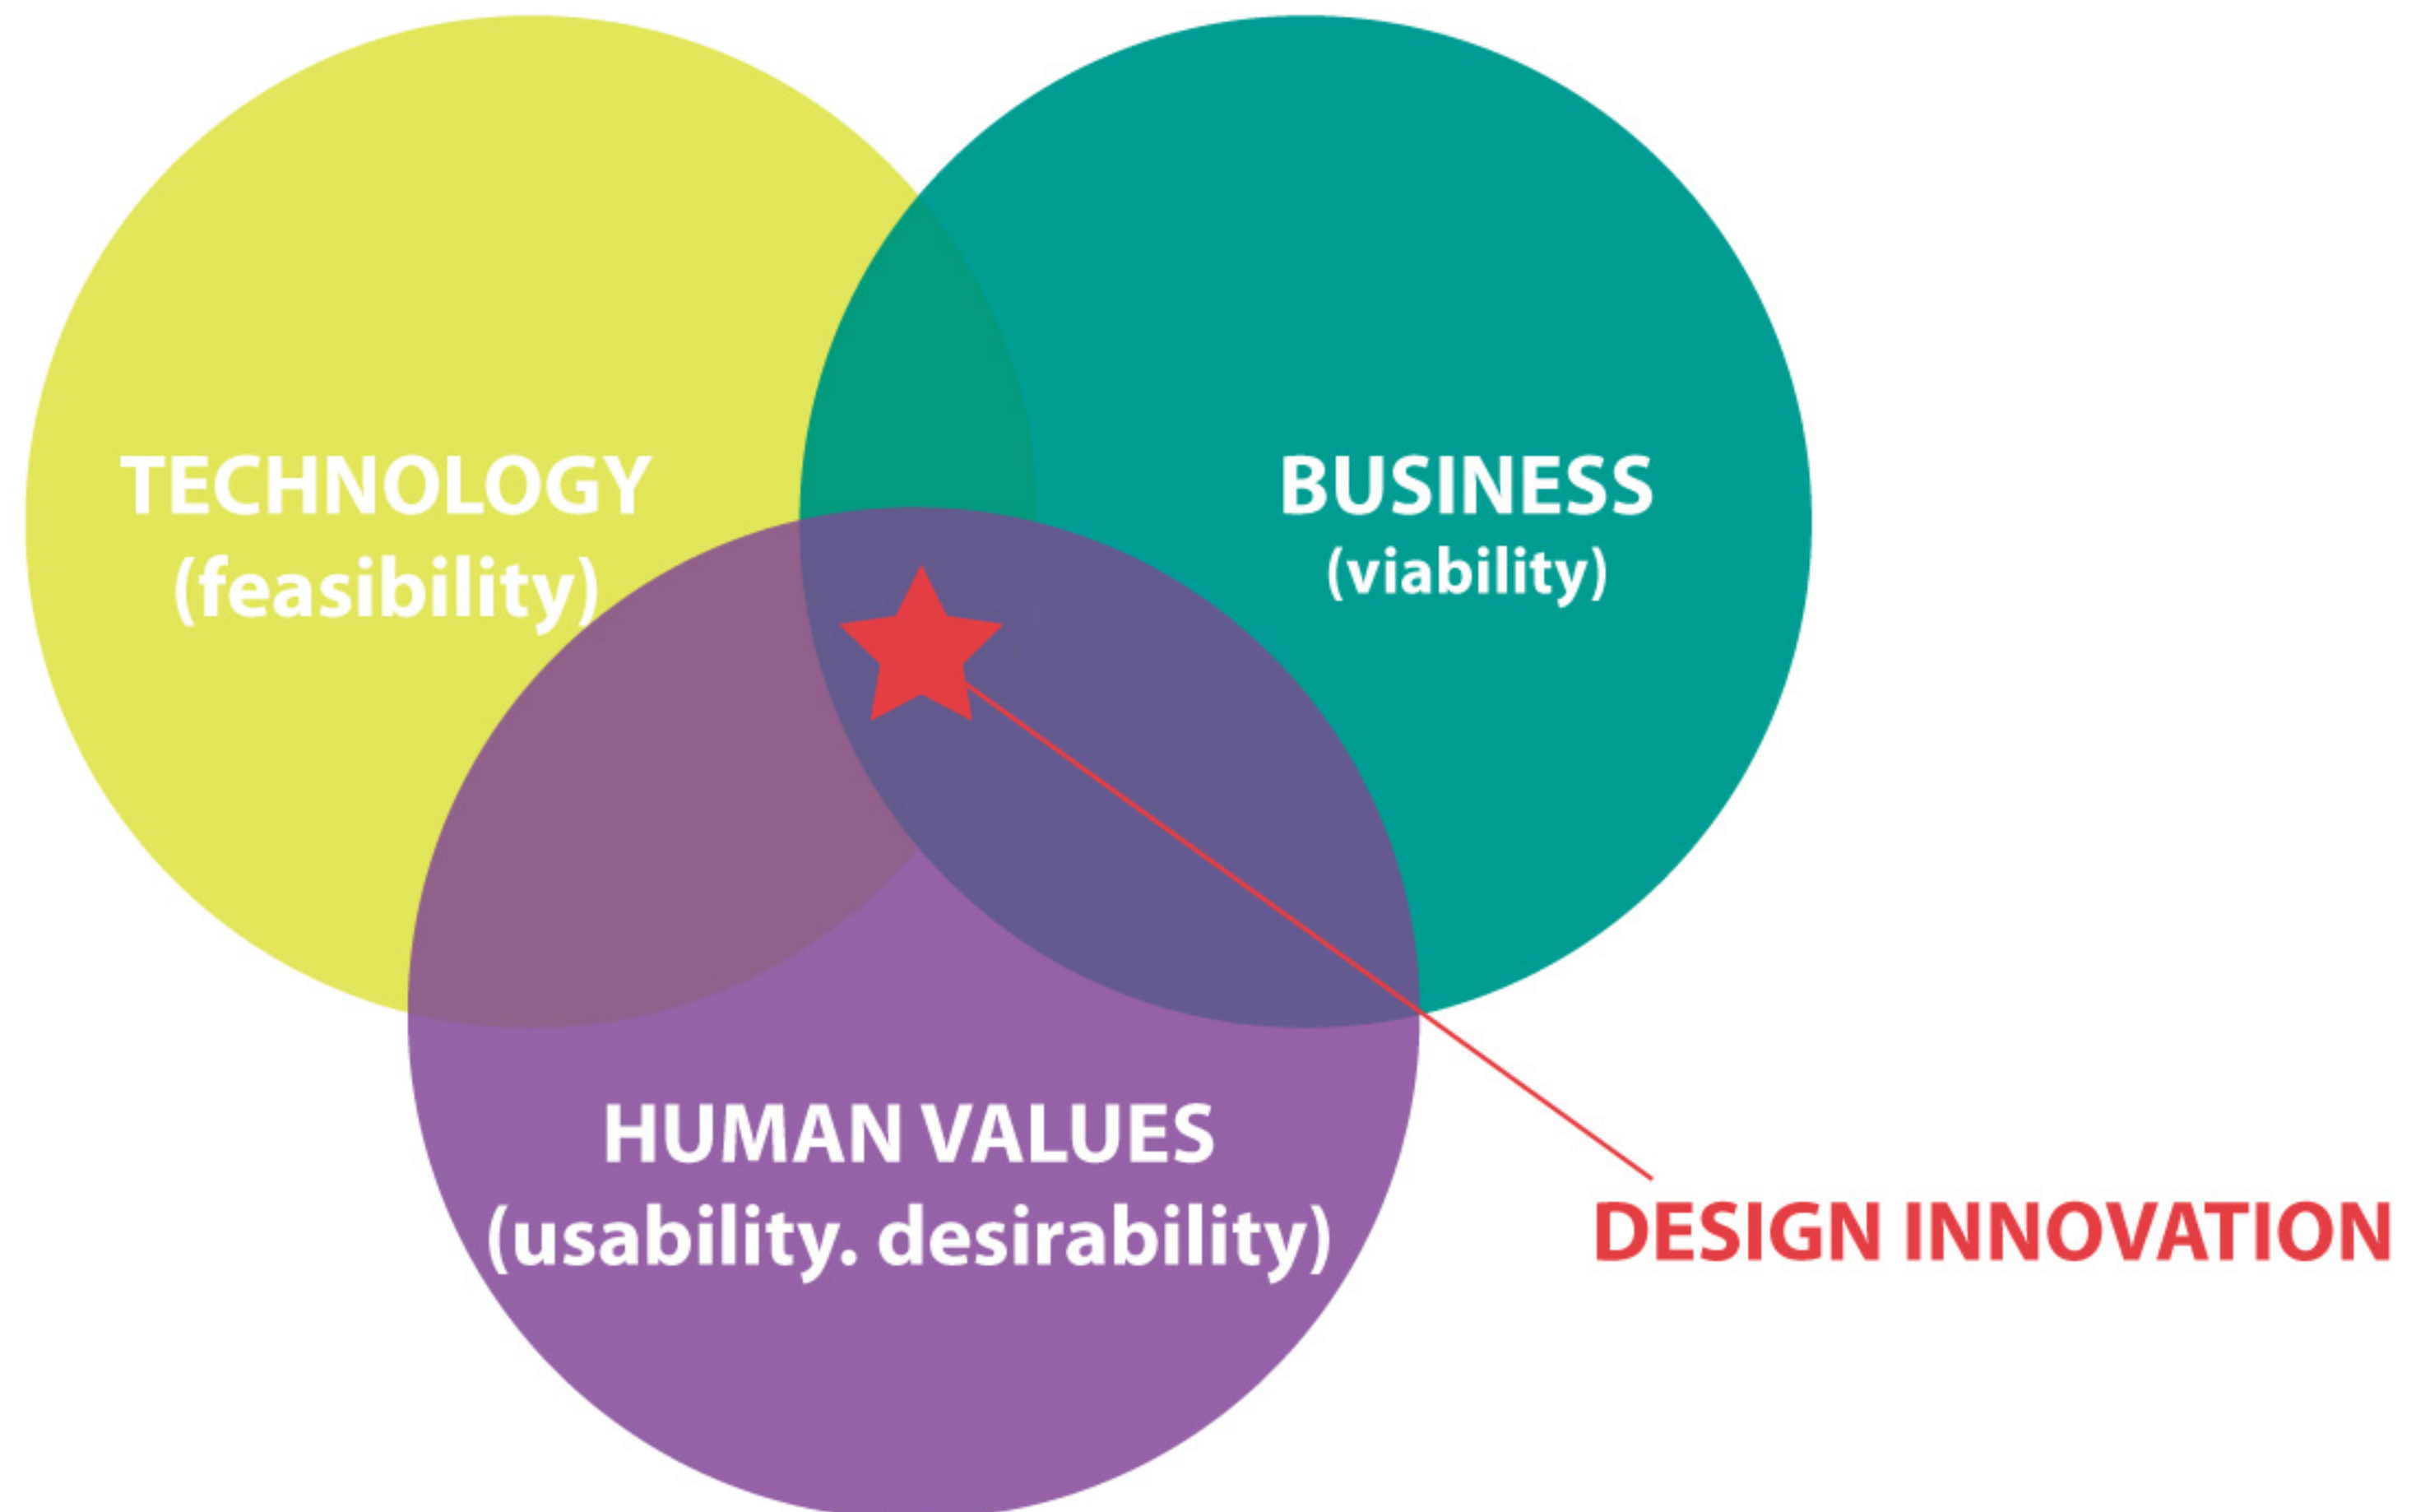 TECHNOLOGY
(feasibility)
BUSINESS
(viability)
HUMAN VALUES
(usability. desirability)
DESIGN INNOVATION